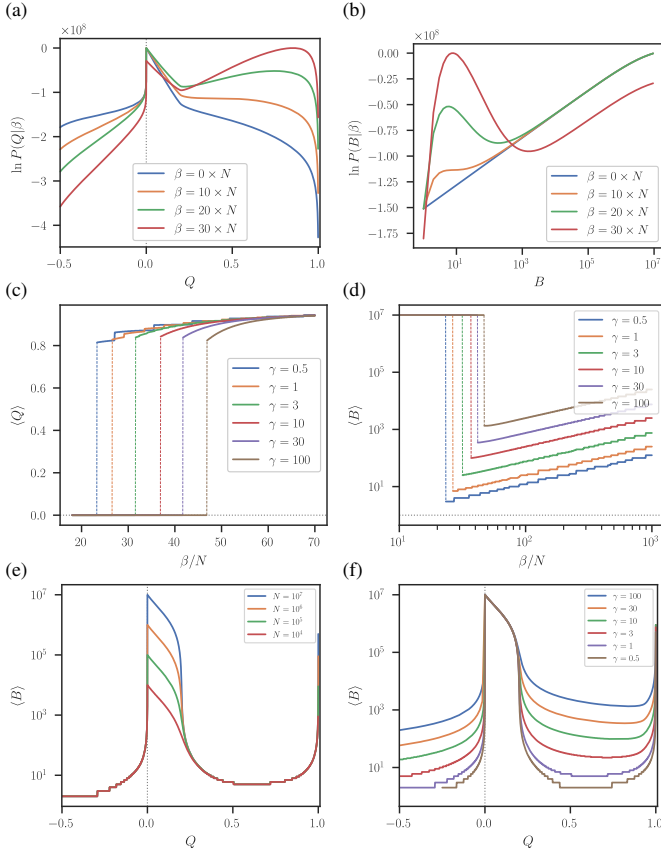 (a)
×10⁸
0
−1
−2
−3
−4
ln P(Q|β)
β = 0 × N
β = 10 × N
β = 20 × N
β = 30 × N
−0.5
0.0
0.5
1.0
Q
(b)
×10⁸
0.00
−0.25
−0.50
−0.75
−1.00
−1.25
−1.50
−1.75
ln P(B|β)
β = 0 × N
β = 10 × N
β = 20 × N
β = 30 × N
10¹
10³
10⁵
10⁷
B
(c)
0.8
0.6
0.4
0.2
0.0
⟨Q⟩
γ = 0.5
γ = 1
γ = 3
γ = 10
γ = 30
γ = 100
20
30
40
50
60
70
β/N
(d)
10⁷
10⁵
10³
10¹
⟨B⟩
γ = 0.5
γ = 1
γ = 3
γ = 10
γ = 30
γ = 100
10¹
10²
10³
β/N
(e)
10⁷
10⁵
10³
10¹
⟨B⟩
N = 10⁷
N = 10⁶
N = 10⁵
N = 10⁴
−0.5
0.0
0.5
1.0
Q
(f)
10⁷
10⁵
10³
10¹
⟨B⟩
γ = 100
γ = 30
γ = 10
γ = 3
γ = 1
γ = 0.5
−0.5
0.0
0.5
1.0
Q